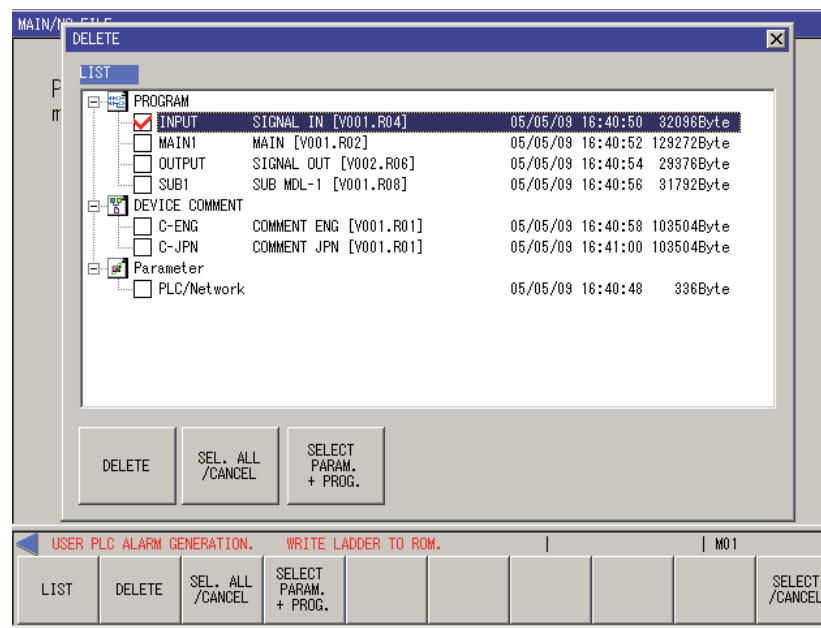 MAIN/NC FILE
DELETE
LIST
P
m
PROGRAM
INPUT SIGNAL IN [V001.R04] 05/05/09 16:40:50 32096Byte
MAIN1 MAIN [V001.R02] 05/05/09 16:40:52 129272Byte
OUTPUT SIGNAL OUT [V002.R06] 05/05/09 16:40:54 29376Byte
SUB1 SUB MDL-1 [V001.R08] 05/05/09 16:40:56 31792Byte
DEVICE COMMENT
C-ENG COMMENT ENG [V001.R01] 05/05/09 16:40:58 103504Byte
C-JPN COMMENT JPN [V001.R01] 05/05/09 16:41:00 103504Byte
Parameter
PLC/Network 05/05/09 16:40:48 336Byte
DELETE
SEL. ALL
/CANCEL
SELECT
PARAM.
+ PROG.
USER PLC ALARM GENERATION. WRITE LADDER TO ROM. | | M01
LIST
DELETE
SEL. ALL
/CANCEL
SELECT
PARAM.
+ PROG.
SELECT
/CANCEL